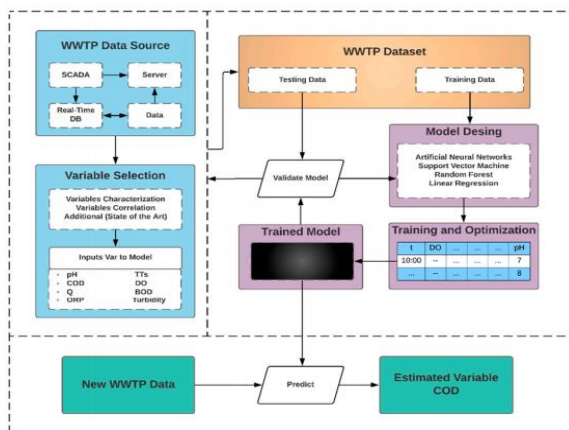 WWTP Data Source
SCADA
Server
Real-Time
DB
Data
Variable Selection
Variables Characterization
Variables Correlation
Additional (State of the Art)
Inputs Var to Model
- pH TTs
- COD DO
- Q BOD
- ORP Turbidity
WWTP Dataset
Testing Data
Training Data
Model Desing
Artificial Neural Networks
Support Vector Machine
Random Forest
Linear Regression
Validate Model
Trained Model
Training and Optimization
t DO ... ... ... pH
10:00 -- ... ... ... 7
... -- ... ... ... 8
New WWTP Data
Predict
Estimated Variable
COD